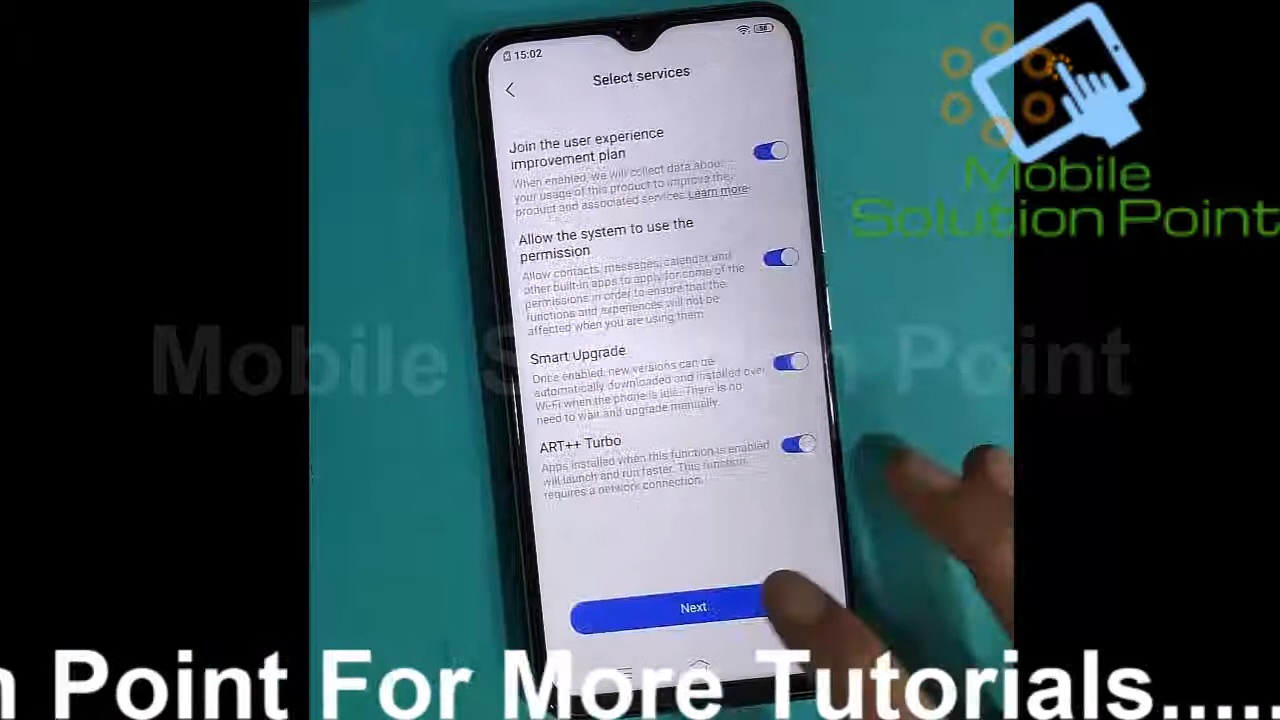 15:02
58
Select services
Join the user experience
improvement plan
When enabled, we will collect data about
your usage of this product to improve the
product and associated services. Learn more
Allow the system to use the
permission
Allow contacts, messages, calendar and
other built-in apps to apply for some of the
permissions in order to ensure that the
functions and experiences will not be
affected when you are using them.
Smart Upgrade
Once enabled, new versions can be
automatically downloaded and installed over
Wi-Fi when the phone is idle. There is no
need to wait and upgrade manually.
ART++ Turbo
Apps installed when this function is enabled
will launch and run faster. This function
requires a network connection.
Next
Mobile
Solution Point
Mobile S n Point
n Point For More Tutorials.....